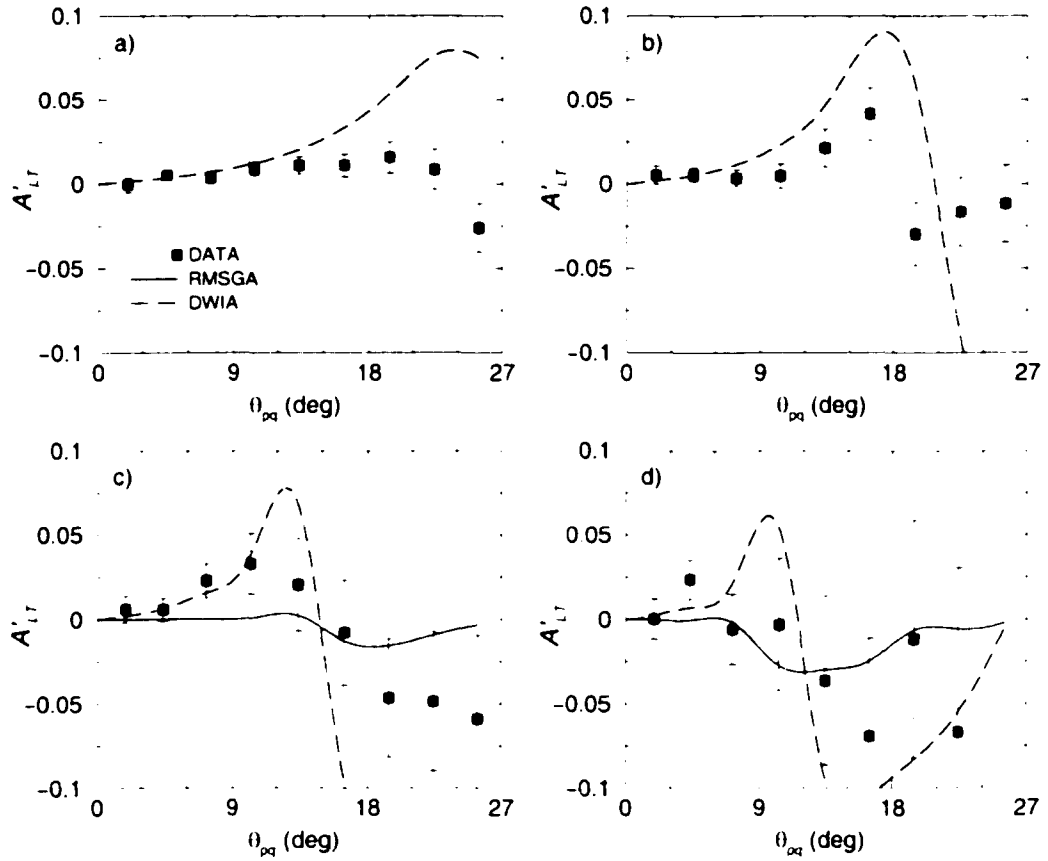 a)
0.1
0.05
0
−0.05
−0.1
A'LT
DATA
RMSGA
DWIA
0 9 18 27
θpq (deg)
b)
0.1
0.05
0
−0.05
−0.1
A'LT
0 9 18 27
θpq (deg)
c)
0.1
0.05
0
−0.05
−0.1
A'LT
0 9 18 27
θpq (deg)
d)
0.1
0.05
0
−0.05
−0.1
A'LT
0 9 18 27
θpq (deg)